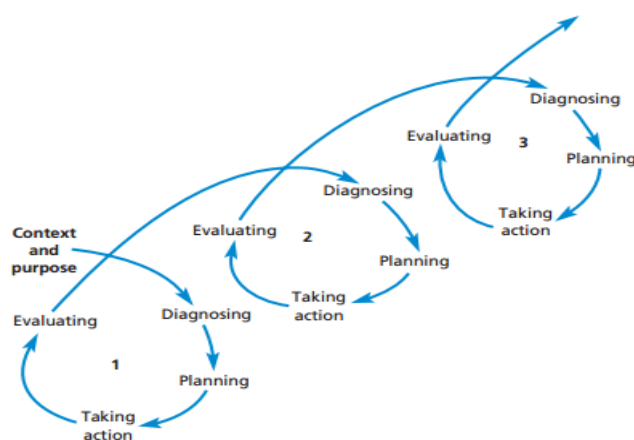 Context
and
purpose
Diagnosing
Planning
Taking
action
Evaluating
1
Diagnosing
Planning
Taking
action
Evaluating
2
Diagnosing
Planning
Taking
action
Evaluating
3